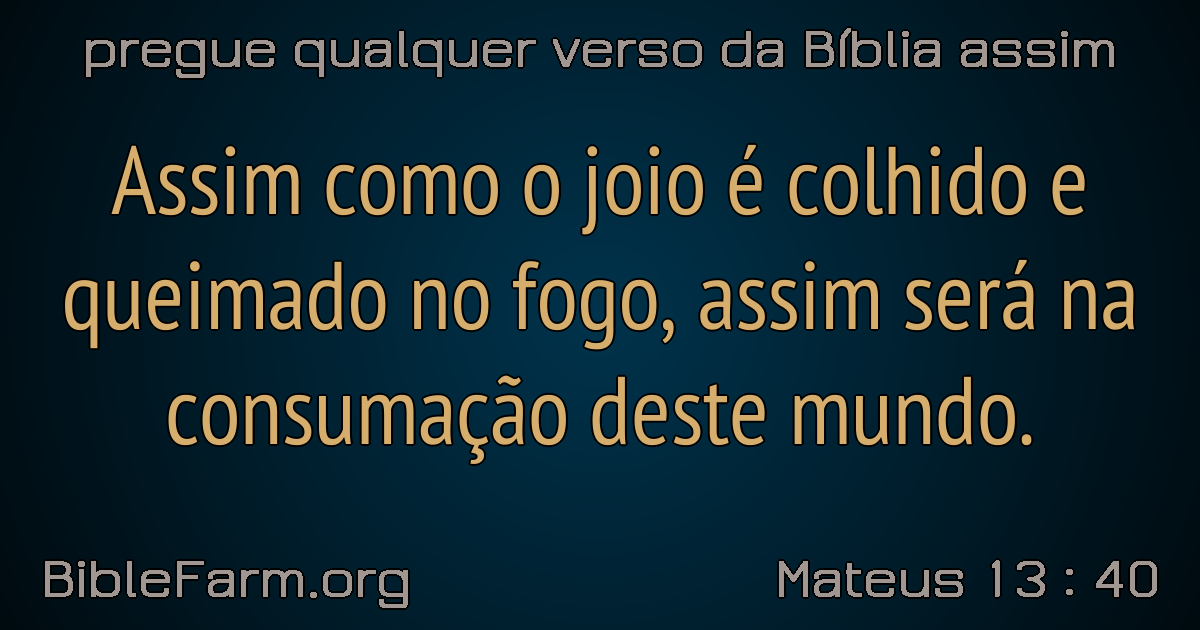 pregue qualquer verso da Bíblia assim
Assim como o joio é colhido e
queimado no fogo, assim será na
consumação deste mundo.
BibleFarm.org
Mateus 13 : 40